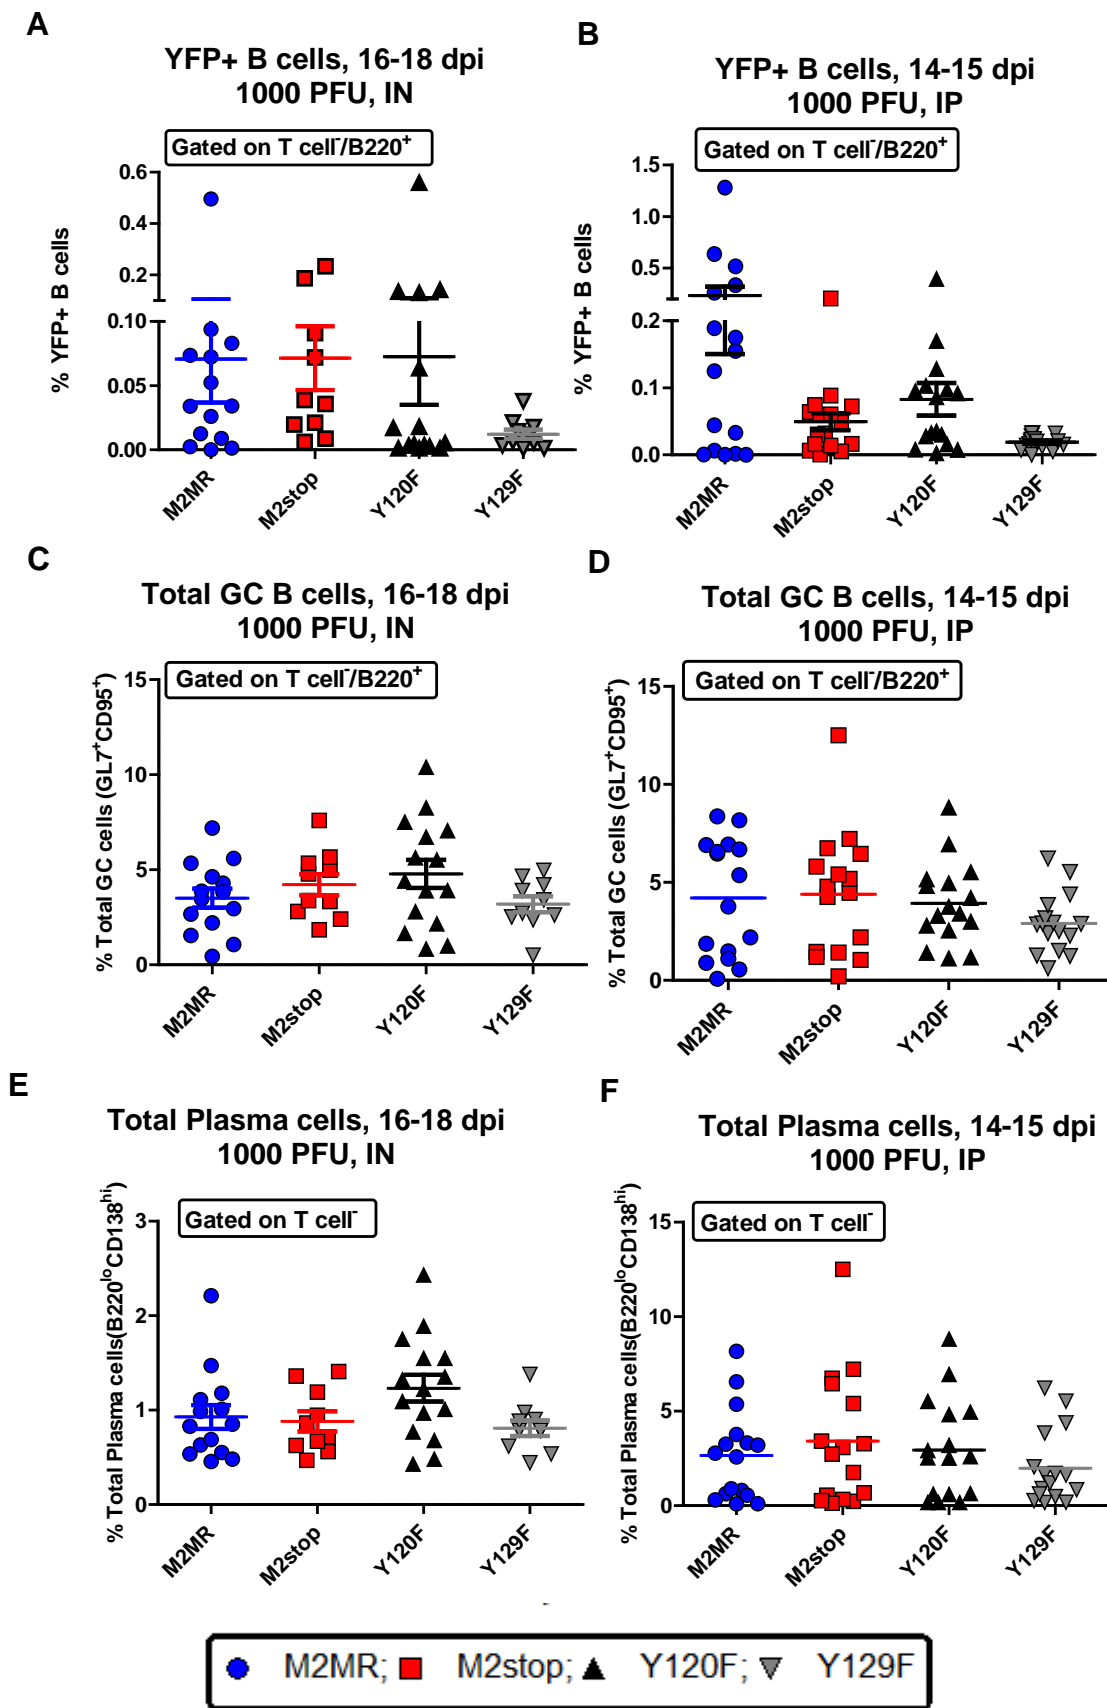 A
YFP+ B cells, 16-18 dpi
1000 PFU, IN
Gated on T cell⁻/B220⁺
% YFP+ B cells
0.6
0.4
0.2
0.10
0.05
0.00
M2MR
M2stop
Y120F
Y129F
B
YFP+ B cells, 14-15 dpi
1000 PFU, IP
Gated on T cell⁻/B220⁺
% YFP+ B cells
1.5
1.0
0.5
0.2
0.1
0.0
M2MR
M2stop
Y120F
Y129F
C
Total GC B cells, 16-18 dpi
1000 PFU, IN
Gated on T cell⁻/B220⁺
% Total GC cells (GL7⁺CD95⁺)
15
10
5
0
M2MR
M2stop
Y120F
Y129F
D
Total GC B cells, 14-15 dpi
1000 PFU, IP
Gated on T cell⁻/B220⁺
% Total GC cells (GL7⁺CD95⁺)
15
10
5
0
M2MR
M2stop
Y120F
Y129F
E
Total Plasma cells, 16-18 dpi
1000 PFU, IN
Gated on T cell⁻
% Total Plasma cells(B220ˡᵒCD138ʰⁱ)
3
2
1
0
M2MR
M2stop
Y120F
Y129F
F
Total Plasma cells, 14-15 dpi
1000 PFU, IP
Gated on T cell⁻
% Total Plasma cells(B220ˡᵒCD138ʰⁱ)
15
10
5
0
M2MR
M2stop
Y120F
Y129F
M2MR; M2stop; Y120F; Y129F